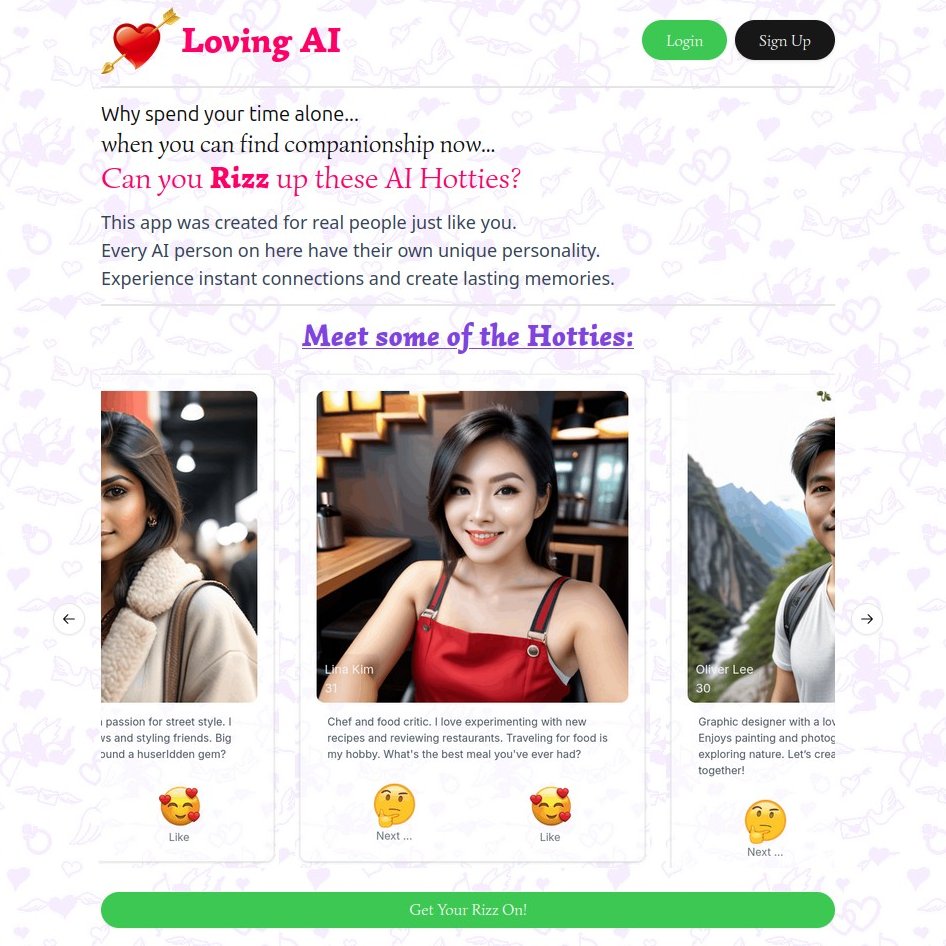 Loving AI
Login
Sign Up
Why spend your time alone...
when you can find companionship now...
Can you Rizz up these AI Hotties?
This app was created for real people just like you.
Every AI person on here have their own unique personality.
Experience instant connections and create lasting memories.
Meet some of the Hotties:
passion for street style. I
and styling friends. Big
a huserIdden gem?
Like
Lina Kim
31
Chef and food critic. I love experimenting with new
recipes and reviewing restaurants. Traveling for food is
my hobby. What's the best meal you've ever had?
Next ...
Like
Oliver Lee
30
Graphic designer with a
Enjoys painting and
exploring nature. Let's
together!
Next ...
Get Your Rizz On!